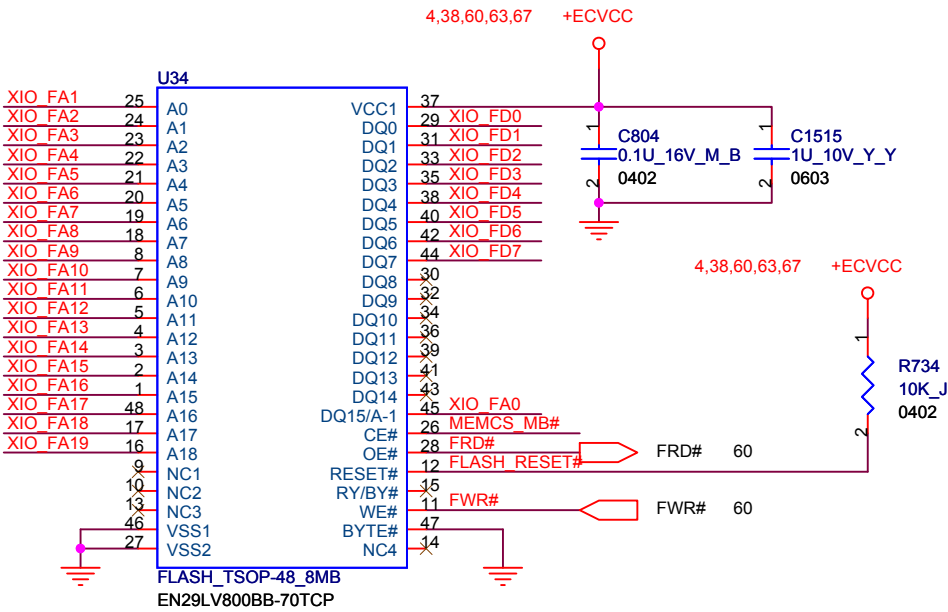 4,38,60,63,67 +ECVCC
U34
XIO_FA1 25 A0 VCC1 37
XIO_FA2 24 A1 DQ0 29 XIO_FD0
XIO_FA3 23 A2 DQ1 31 XIO_FD1
XIO_FA4 22 A3 DQ2 33 XIO_FD2
XIO_FA5 21 A4 DQ3 35 XIO_FD3
XIO_FA6 20 A5 DQ4 38 XIO_FD4
XIO_FA7 19 A6 DQ5 40 XIO_FD5
XIO_FA8 18 A7 DQ6 42 XIO_FD6
XIO_FA9 8 A8 DQ7 44 XIO_FD7
XIO_FA10 7 A9 DQ8 30
XIO_FA11 6 A10 DQ9 32
XIO_FA12 5 A11 DQ10 34
XIO_FA13 4 A12 DQ11 36
XIO_FA14 3 A13 DQ12 39
XIO_FA15 2 A14 DQ13 41
XIO_FA16 1 A15 DQ14 43
XIO_FA17 48 A16 DQ15/A-1 45 XIO_FA0
XIO_FA18 17 A17 CE# 26 MEMCS_MB#
XIO_FA19 16 A18 OE# 28 FRD# FRD# 60
9 NC1 RESET# 12 FLASH_RESET#
10 NC2 RY/BY# 15
13 NC3 WE# 11 FWR# FWR# 60
46 VSS1 BYTE# 47
27 VSS2 NC4 14
FLASH_TSOP-48_8MB
EN29LV800BB-70TCP
1 C804
0.1U_16V_M_B
2 0402
1 C1515
1U_10V_Y_Y
2 0603
4,38,60,63,67 +ECVCC
1
R734
10K_J
0402
2